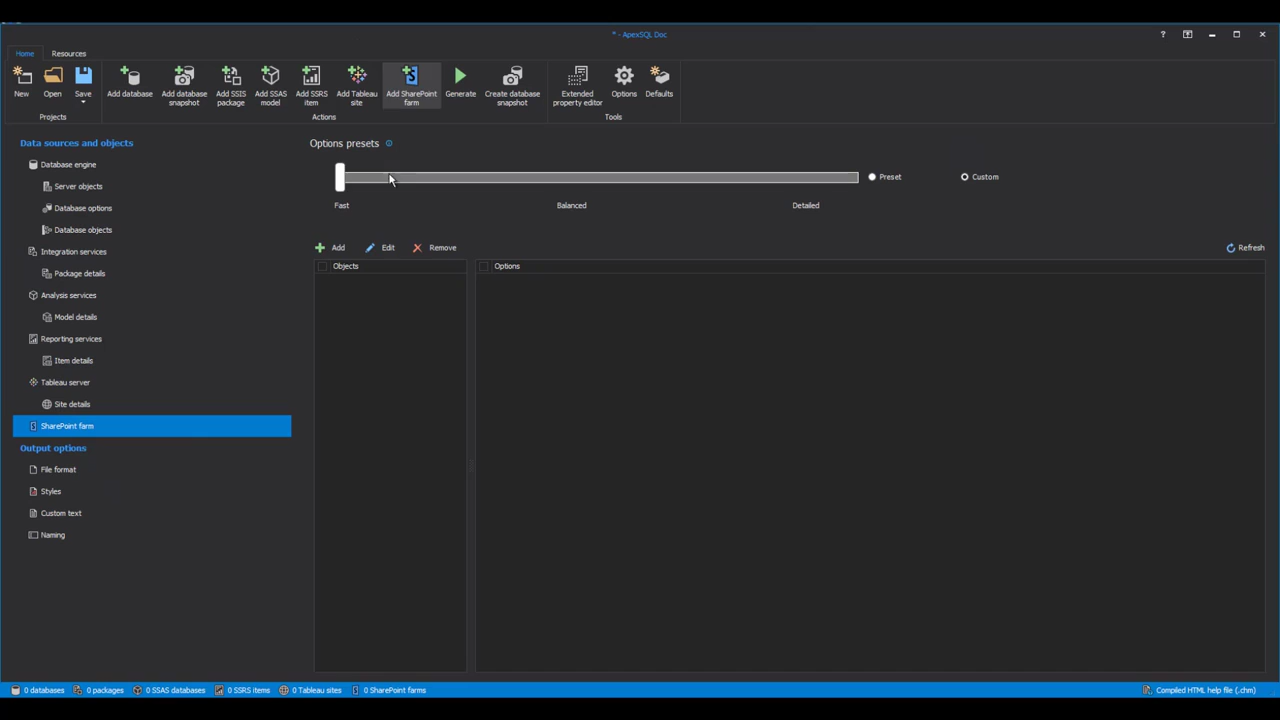 * - ApexSQL Doc
?
Home Resources
New Open Save Add database Add database snapshot Add SSIS package Add SSAS model Add SSRS item Add Tableau site Add SharePoint farm Generate Create database snapshot Extended property editor Options Defaults
Projects Actions Tools
Data sources and objects
Database engine
Server objects
Database options
Database objects
Integration services
Package details
Analysis services
Model details
Reporting services
Item details
Tableau server
Site details
SharePoint farm
Output options
File format
Styles
Custom text
Naming
Options presets
Preset Custom
Fast Balanced Detailed
Add Edit Remove Refresh
Objects Options
0 databases 0 packages 0 SSAS databases 0 SSRS items 0 Tableau sites 0 SharePoint farms Compiled HTML help file (.chm)